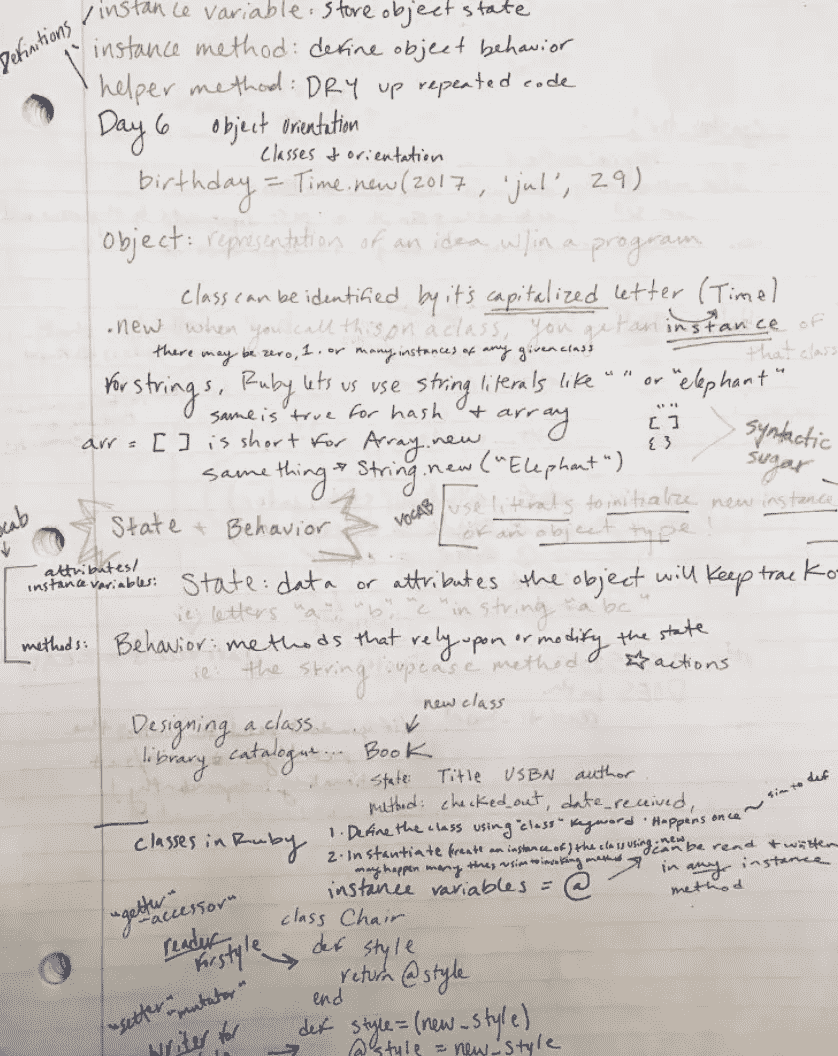 instance variable: store object state
Definitions
instance method: define object behavior
helper method: DRY up repeated code
Day 6 Object Orientation
Classes & orientation
birthday = Time.new(2017, 'jul', 29)
Object: representation of an idea w/in a program
Class can be identified by it's capitalized letter (Time)
.new when you call this on a class, you get an instance of that class
there may be zero, 1, or many instances of any given class
For strings, Ruby lets us use string literals like " " or "elephant"
same is true for hash & array
" "
[ ]
{ }
syntactic sugar
arr = [ ] is short for Array.new
same thing → String.new("Elephant")
vocab
use literals to initialize new instance
of an object type!
State + Behavior
attributes/
instance variables: State: data or attributes the object will keep track o
ie: letters "a", "b", "c" in string "abc"
methods: Behavior: methods that rely upon or modify the state
ie: the string upcase method ☆ actions
new class
Designing a class
library catalogue... Book
State: Title USBN author
method: checked_out, date_received,
Classes in Ruby 1. Define the class using "class" keyword. Happens once ~ sim to def
2. Instantiate (create an instance of) the class using .new
may happen many times ~ sim to invoking method
instance variables = @ → can be read & written
in any instance
method
"getter"
-accessor"
class Chair
reader
for style → def style
return @style
end
"setter"-mutator"
writer for → def style=(new_style)
@style = new_style